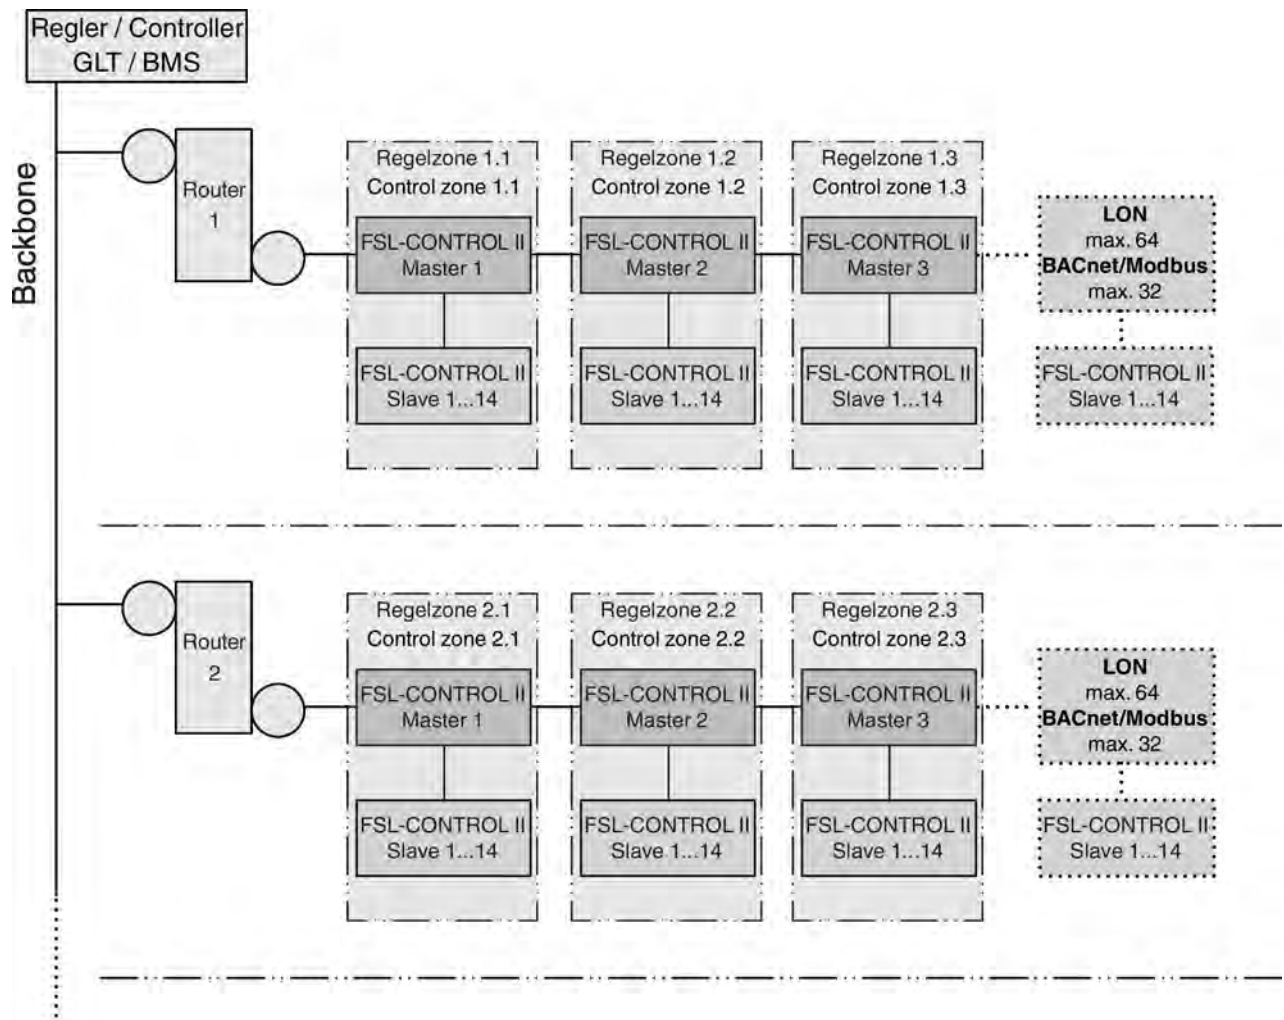 Regler / Controller
GLT / BMS
Backbone
Router
1
Regelzone 1.1
Control zone 1.1
FSL-CONTROL II
Master 1
FSL-CONTROL II
Slave 1...14
Regelzone 1.2
Control zone 1.2
FSL-CONTROL II
Master 2
FSL-CONTROL II
Slave 1...14
Regelzone 1.3
Control zone 1.3
FSL-CONTROL II
Master 3
FSL-CONTROL II
Slave 1...14
LON
max. 64
BACnet/Modbus
max. 32
FSL-CONTROL II
Slave 1...14
Router
2
Regelzone 2.1
Control zone 2.1
FSL-CONTROL II
Master 1
FSL-CONTROL II
Slave 1...14
Regelzone 2.2
Control zone 2.2
FSL-CONTROL II
Master 2
FSL-CONTROL II
Slave 1...14
Regelzone 2.3
Control zone 2.3
FSL-CONTROL II
Master 3
FSL-CONTROL II
Slave 1...14
LON
max. 64
BACnet/Modbus
max. 32
FSL-CONTROL II
Slave 1...14